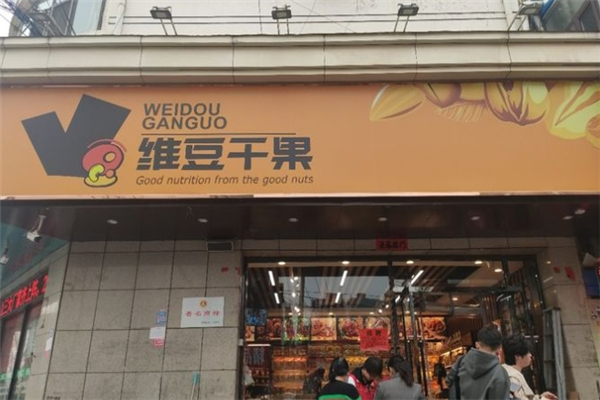 WEIDOU
GANGUO
维豆干果
Good nutrition from the good nuts